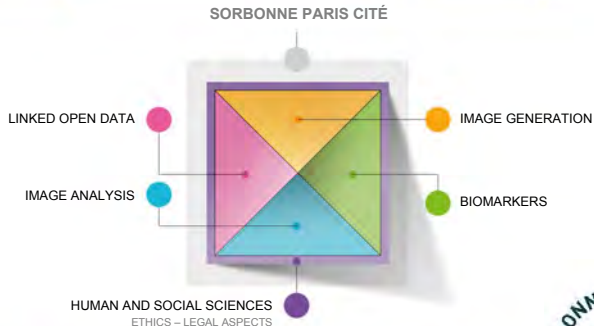 SORBONNE PARIS CITÉ
LINKED OPEN DATA
IMAGE GENERATION
IMAGE ANALYSIS
BIOMARKERS
HUMAN AND SOCIAL SCIENCES
ETHICS – LEGAL ASPECTS